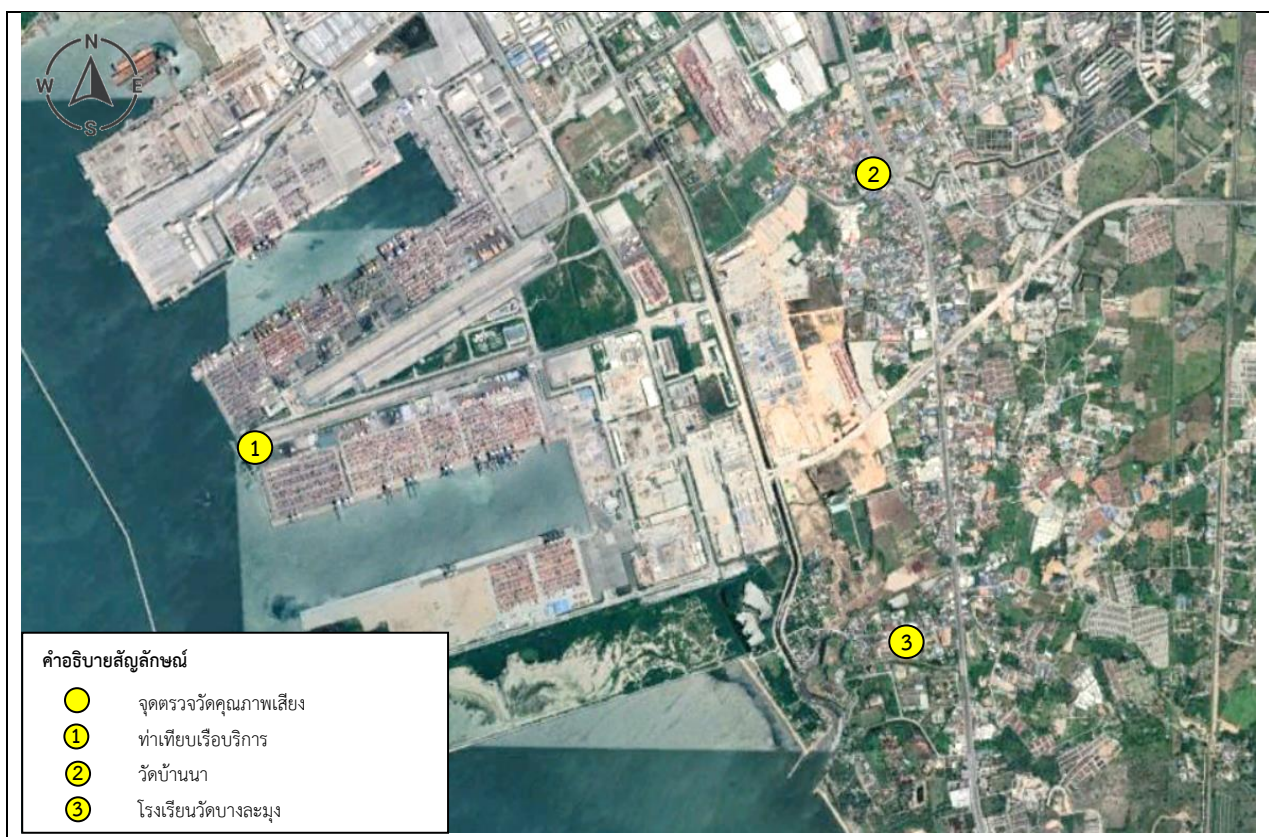 N
W E
S
2
1
3
คำอธิบายสัญลักษณ์
จุดตรวจวัดคุณภาพเสียง
1 ท่าเทียบเรือบริการ
2 วัดบ้านนา
3 โรงเรียนวัดบางละมุง